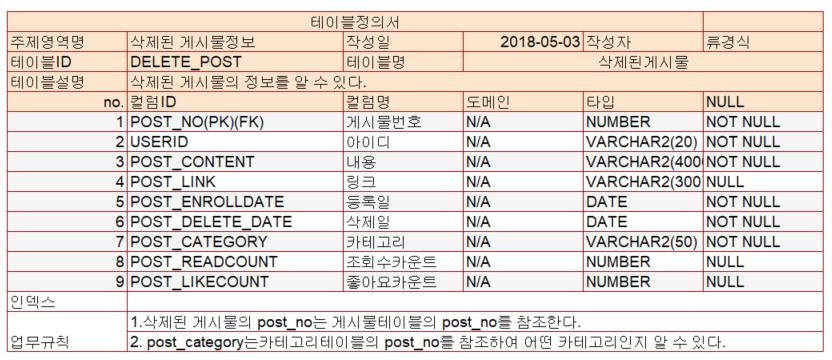 테이블정의서
주제영역명 삭제된 게시물정보 작성일 2018-05-03 작성자 류경식
테이블ID DELETE_POST 테이블명 삭제된게시물
테이블설명 삭제된 게시물의 정보를 알 수 있다.
no. 컬럼ID 컬럼명 도메인 타입 NULL
1 POST_NO(PK)(FK) 게시물번호 N/A NUMBER NOT NULL
2 USERID 아이디 N/A VARCHAR2(20) NOT NULL
3 POST_CONTENT 내용 N/A VARCHAR2(400 NOT NULL
4 POST_LINK 링크 N/A VARCHAR2(300 NULL
5 POST_ENROLLDATE 등록일 N/A DATE NOT NULL
6 POST_DELETE_DATE 삭제일 N/A DATE NOT NULL
7 POST_CATEGORY 카테고리 N/A VARCHAR2(50) NOT NULL
8 POST_READCOUNT 조회수카운트 N/A NUMBER NULL
9 POST_LIKECOUNT 좋아요카운트 N/A NUMBER NULL
인덱스
1.삭제된 게시물의 post_no는 게시물테이블의 post_no를 참조한다.
업무규칙 2. post_category는카테고리테이블의 post_no를 참조하여 어떤 카테고리인지 알 수 있다.